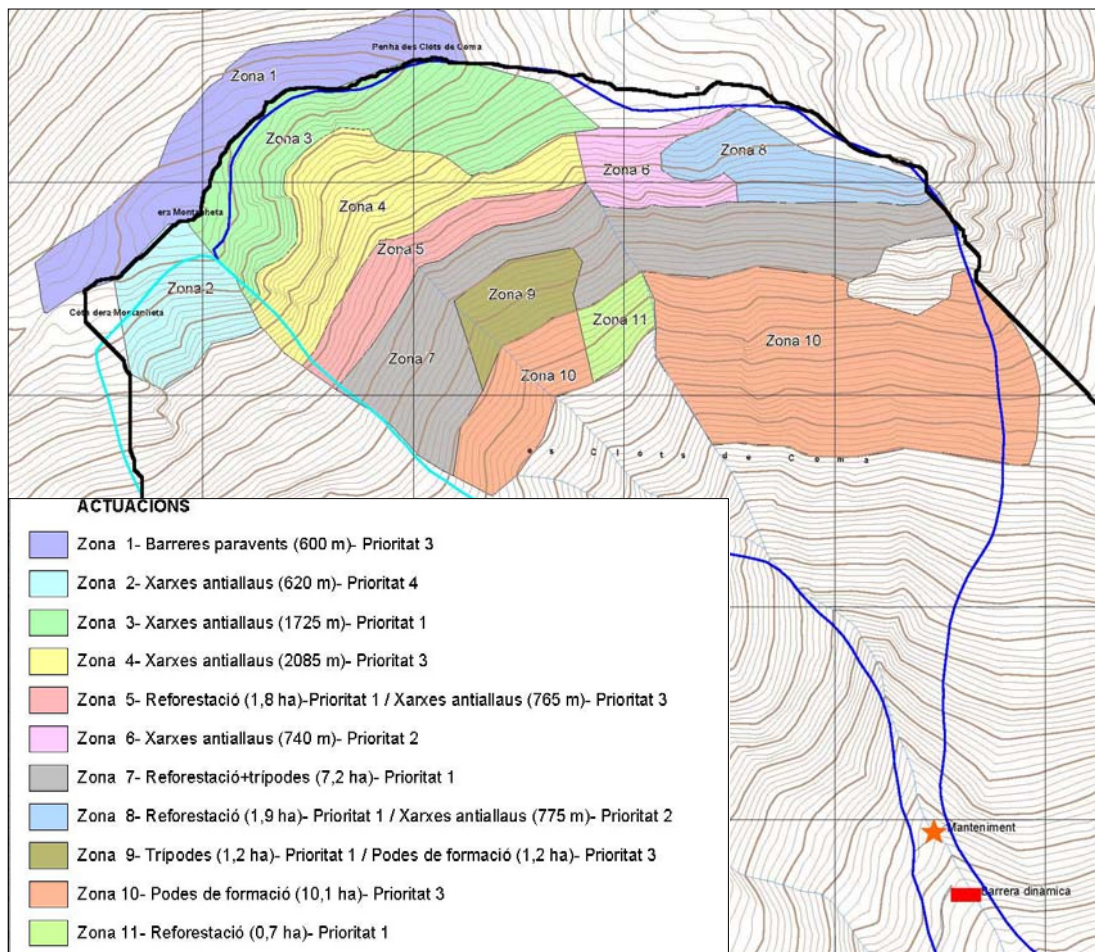 Penha des Clòts de Coma
Zona 1
Zona 3
Zona 8
Zona 6
Zona 4
era Montanheta
Zona 5
Zona 2
Zona 9
Còth dera Montanheta
Zona 11
Zona 7
Zona 10
Zona 10
es Clots de Coma
ACTUACIONS
Zona 1- Barreres paravents (600 m)- Prioritat 3
Zona 2- Xarxes antiallaus (620 m)- Prioritat 4
Zona 3- Xarxes antiallaus (1725 m)- Prioritat 1
Zona 4- Xarxes antiallaus (2085 m)- Prioritat 3
Zona 5- Reforestació (1,8 ha)-Prioritat 1 / Xarxes antiallaus (765 m)- Prioritat 3
Zona 6- Xarxes antiallaus (740 m)- Prioritat 2
Zona 7- Reforestació+trípodes (7,2 ha)- Prioritat 1
Zona 8- Reforestació (1,9 ha)- Prioritat 1 / Xarxes antiallaus (775 m)- Prioritat 2
Zona 9- Trípodes (1,2 ha)- Prioritat 1 / Podes de formació (1,2 ha)- Prioritat 3
Zona 10- Podes de formació (10,1 ha)- Prioritat 3
Zona 11- Reforestació (0,7 ha)- Prioritat 1
Manteniment
Barrera dinàmica